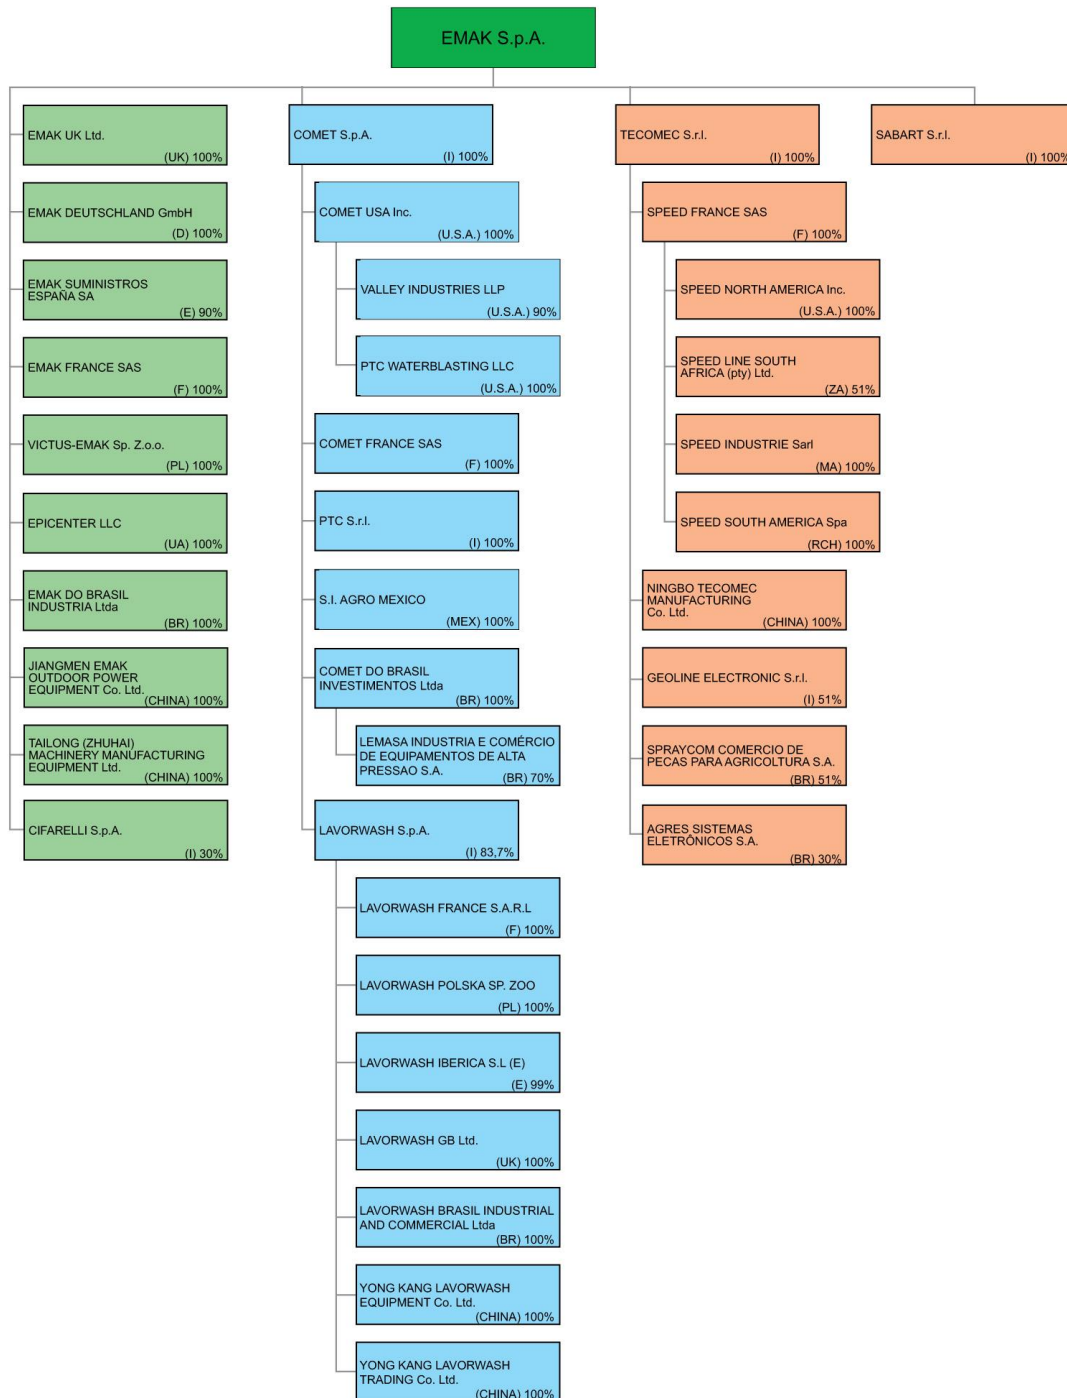 EMAK S.p.A.
EMAK UK Ltd.
(UK) 100%
EMAK DEUTSCHLAND GmbH
(D) 100%
EMAK SUMINISTROS
ESPAÑA SA
(E) 90%
EMAK FRANCE SAS
(F) 100%
VICTUS-EMAK Sp. Z.o.o.
(PL) 100%
EPICENTER LLC
(UA) 100%
EMAK DO BRASIL
INDUSTRIA Ltda
(BR) 100%
JIANGMEN EMAK
OUTDOOR POWER
EQUIPMENT Co. Ltd.
(CHINA) 100%
TAILONG (ZHUHAI)
MACHINERY MANUFACTURING
EQUIPMENT Ltd.
(CHINA) 100%
CIFARELLI S.p.A.
(I) 30%
COMET S.p.A.
(I) 100%
COMET USA Inc.
(U.S.A.) 100%
VALLEY INDUSTRIES LLP
(U.S.A.) 90%
PTC WATERBLASTING LLC
(U.S.A.) 100%
COMET FRANCE SAS
(F) 100%
PTC S.r.l.
(I) 100%
S.I. AGRO MEXICO
(MEX) 100%
COMET DO BRASIL
INVESTIMENTOS Ltda
(BR) 100%
LEMASA INDUSTRIA E COMÉRCIO
DE EQUIPAMENTOS DE ALTA
PRESSAO S.A.
(BR) 70%
LAVORWASH S.p.A.
(I) 83,7%
LAVORWASH FRANCE S.A.R.L
(F) 100%
LAVORWASH POLSKA SP. ZOO
(PL) 100%
LAVORWASH IBERICA S.L (E)
(E) 99%
LAVORWASH GB Ltd.
(UK) 100%
LAVORWASH BRASIL INDUSTRIAL
AND COMMERCIAL Ltda
(BR) 100%
YONG KANG LAVORWASH
EQUIPMENT Co. Ltd.
(CHINA) 100%
YONG KANG LAVORWASH
TRADING Co. Ltd.
(CHINA) 100%
TECOMEC S.r.l.
(I) 100%
SPEED FRANCE SAS
(F) 100%
SPEED NORTH AMERICA Inc.
(U.S.A.) 100%
SPEED LINE SOUTH
AFRICA (pty) Ltd.
(ZA) 51%
SPEED INDUSTRIE Sarl
(MA) 100%
SPEED SOUTH AMERICA Spa
(RCH) 100%
NINGBO TECOMEC
MANUFACTURING
Co. Ltd.
(CHINA) 100%
GEOLINE ELECTRONIC S.r.l.
(I) 51%
SPRAYCOM COMERCIO DE
PECAS PARA AGRICOLTURA S.A.
(BR) 51%
AGRES SISTEMAS
ELETRÔNICOS S.A.
(BR) 30%
SABART S.r.l.
(I) 100%